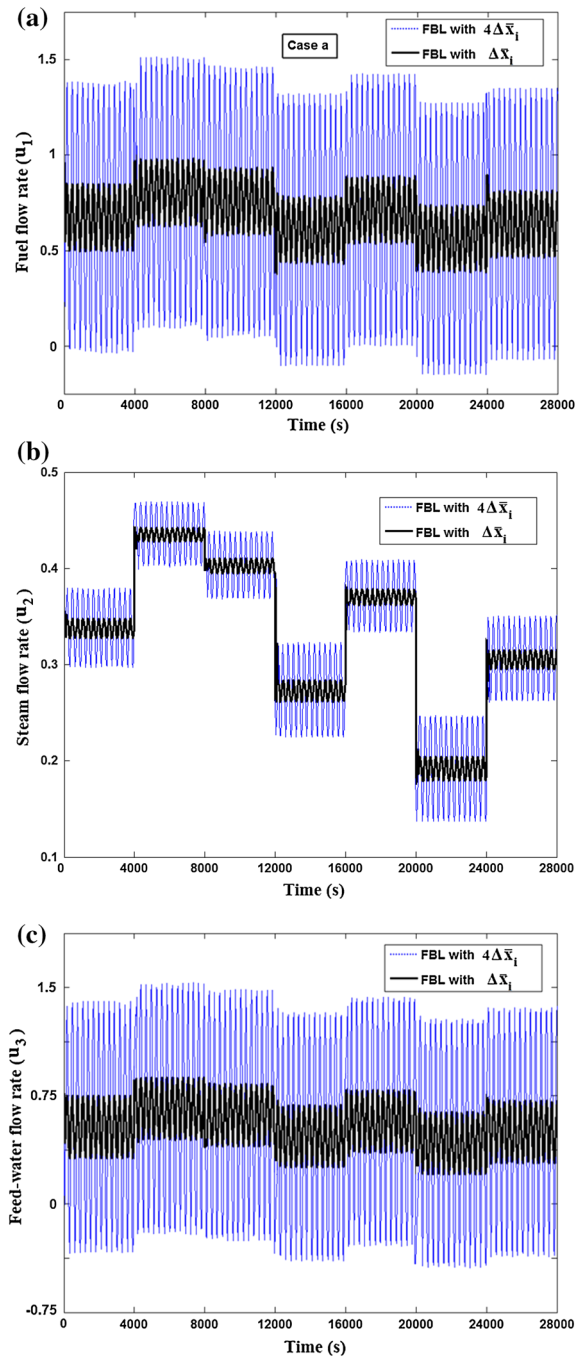 (a)
FBL with 4Δx̄i
FBL with Δx̄i
Case a
Fuel flow rate (u1)
1.5
1
0.5
0
0 4000 8000 12000 16000 20000 24000 28000
Time (s)
(b)
FBL with 4Δx̄i
FBL with Δx̄i
Steam flow rate (u2)
0.5
0.4
0.3
0.2
0.1
0 4000 8000 12000 16000 20000 24000 28000
Time (s)
(c)
FBL with 4Δx̄i
FBL with Δx̄i
Feed-water flow rate (u3)
1.5
0.75
0
-0.75
0 4000 8000 12000 16000 20000 24000 28000
Time (s)